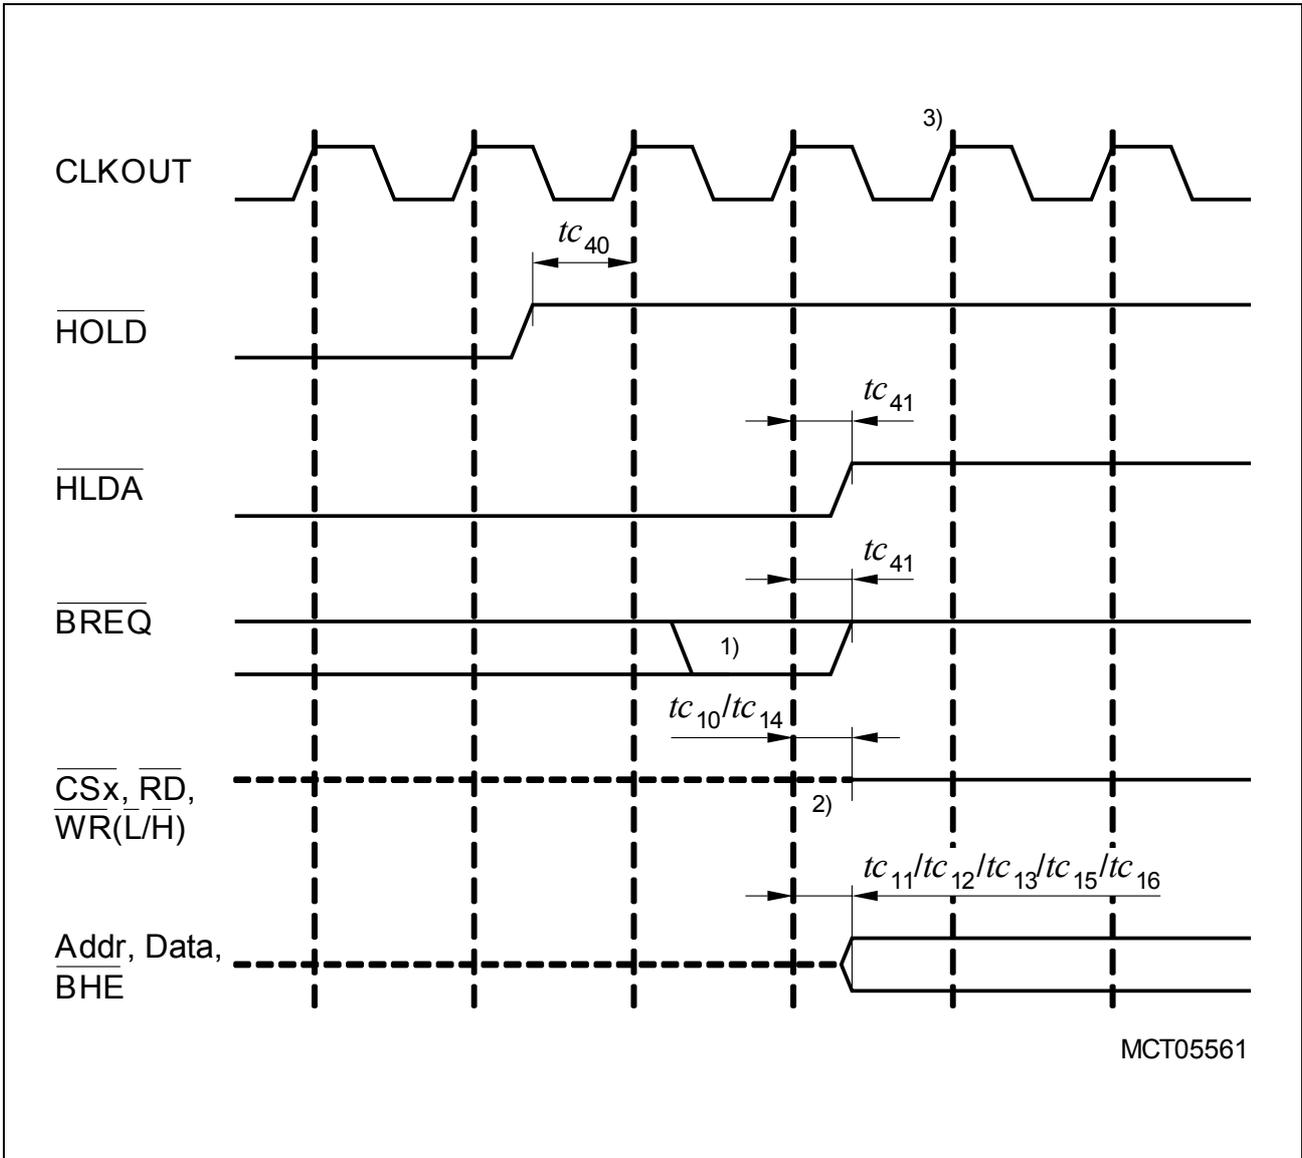 3)
CLKOUT
tc40
HOLD
tc41
HLDA
tc41
BREQ
1)
tc10/tc14
CSx, RD,
WR(L/H)
2)
tc11/tc12/tc13/tc15/tc16
Addr, Data,
BHE
MCT05561